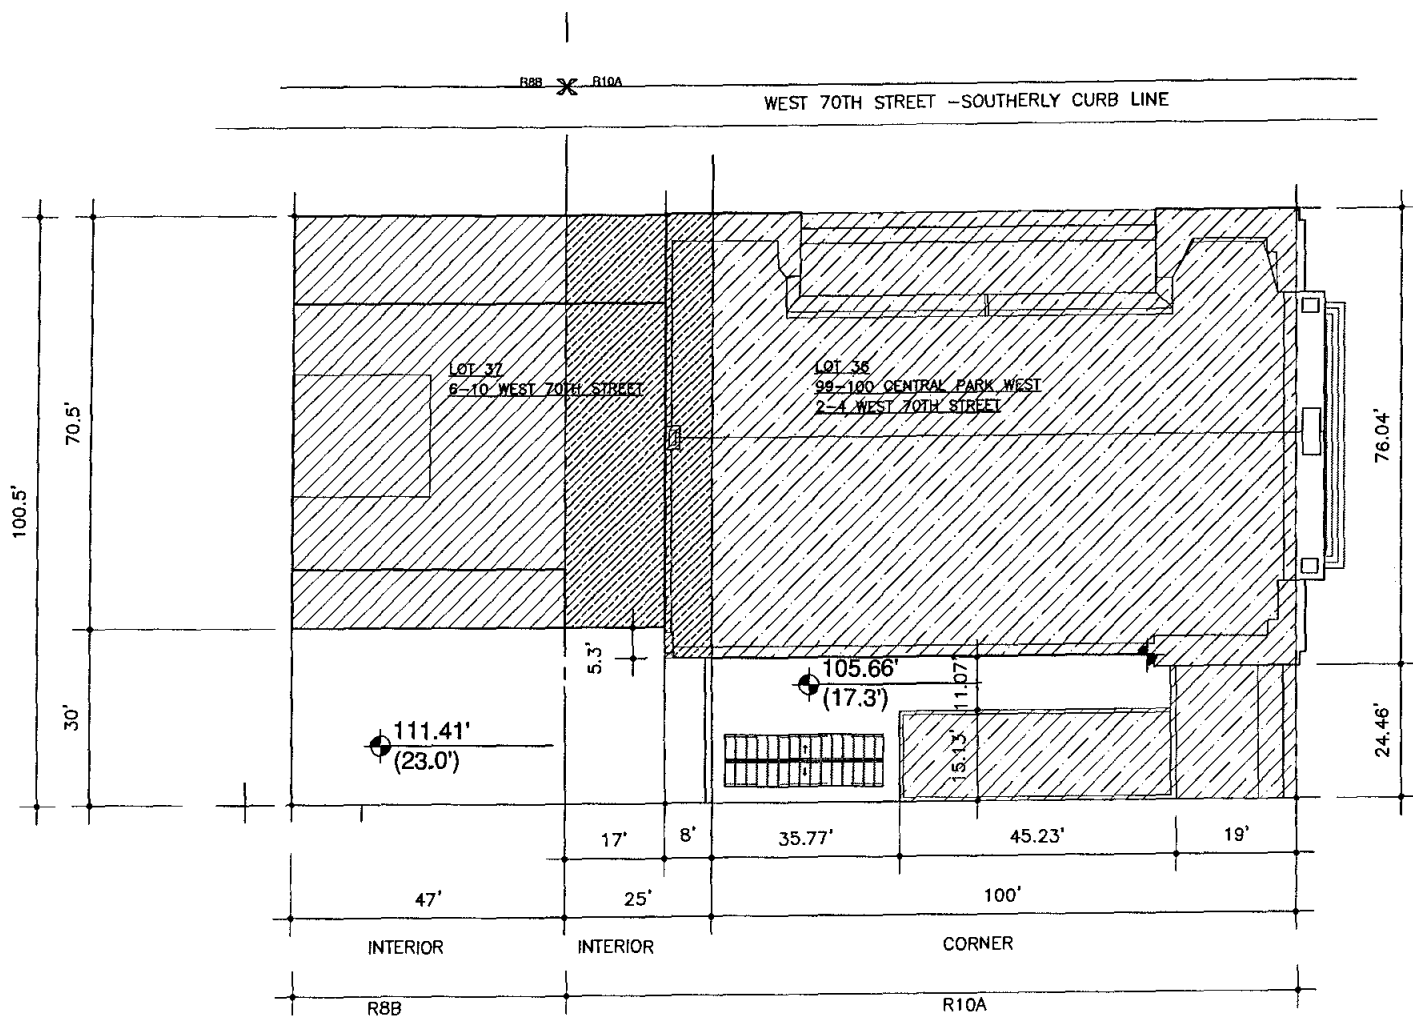 R8B R10A
WEST 70TH STREET -SOUTHERLY CURB LINE
LOT 37
6-10 WEST 70TH STREET
LOT 36
99-100 CENTRAL PARK WEST
2-4 WEST 70TH STREET
100.5'
70.5'
30'
76.04'
24.46'
5.3'
105.66'
(17.3')
11.07'
15.13'
111.41'
(23.0')
17' 8' 35.77' 45.23' 19'
47' 25' 100'
INTERIOR INTERIOR CORNER
R8B R10A